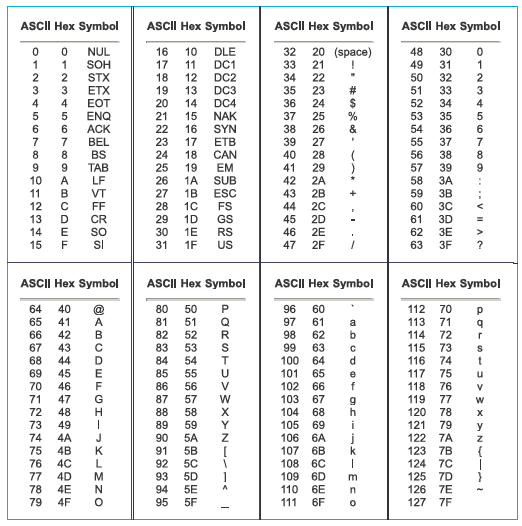 ASCII Hex Symbol
0 0 NUL
1 1 SOH
2 2 STX
3 3 ETX
4 4 EOT
5 5 ENQ
6 6 ACK
7 7 BEL
8 8 BS
9 9 TAB
10 A LF
11 B VT
12 C FF
13 D CR
14 E SO
15 F SI
ASCII Hex Symbol
16 10 DLE
17 11 DC1
18 12 DC2
19 13 DC3
20 14 DC4
21 15 NAK
22 16 SYN
23 17 ETB
24 18 CAN
25 19 EM
26 1A SUB
27 1B ESC
28 1C FS
29 1D GS
30 1E RS
31 1F US
ASCII Hex Symbol
32 20 (space)
33 21 !
34 22 "
35 23 #
36 24 $
37 25 %
38 26 &
39 27 '
40 28 (
41 29 )
42 2A *
43 2B +
44 2C ,
45 2D -
46 2E .
47 2F /
ASCII Hex Symbol
48 30 0
49 31 1
50 32 2
51 33 3
52 34 4
53 35 5
54 36 6
55 37 7
56 38 8
57 39 9
58 3A :
59 3B ;
60 3C <
61 3D =
62 3E >
63 3F ?
ASCII Hex Symbol
64 40 @
65 41 A
66 42 B
67 43 C
68 44 D
69 45 E
70 46 F
71 47 G
72 48 H
73 49 I
74 4A J
75 4B K
76 4C L
77 4D M
78 4E N
79 4F O
ASCII Hex Symbol
80 50 P
81 51 Q
82 52 R
83 53 S
84 54 T
85 55 U
86 56 V
87 57 W
88 58 X
89 59 Y
90 5A Z
91 5B [
92 5C \
93 5D ]
94 5E ^
95 5F _
ASCII Hex Symbol
96 60 `
97 61 a
98 62 b
99 63 c
100 64 d
101 65 e
102 66 f
103 67 g
104 68 h
105 69 i
106 6A j
107 6B k
108 6C l
109 6D m
110 6E n
111 6F o
ASCII Hex Symbol
112 70 p
113 71 q
114 72 r
115 73 s
116 74 t
117 75 u
118 76 v
119 77 w
120 78 x
121 79 y
122 7A z
123 7B {
124 7C |
125 7D }
126 7E ~
127 7F